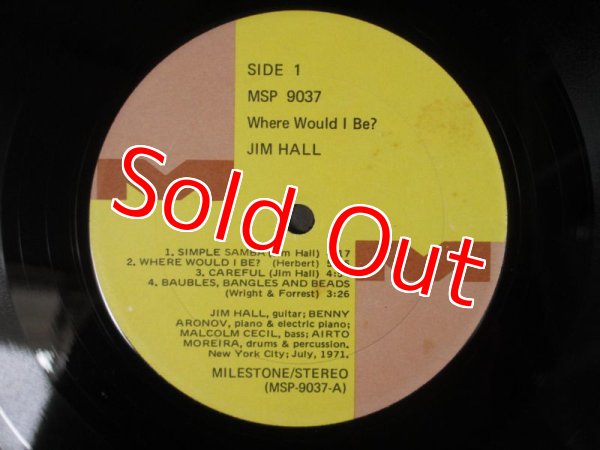 SIDE 1
MSP 9037
Where Would I Be?
JIM HALL
Sold Out
1. SIMPLE SAMBA (Jim Hall)
2. WHERE WOULD I BE? (Herbert)
3. CAREFUL (Jim Hall)
4. BAUBLES, BANGLES AND BEADS
(Wright & Forrest) 3:26
JIM HALL, guitar; BENNY
ARONOV, piano & electric piano;
MALCOLM CECIL, bass; AIRTO
MOREIRA, drums & percussion.
New York City; July, 1971.
MILESTONE/STEREO
(MSP-9037-A)